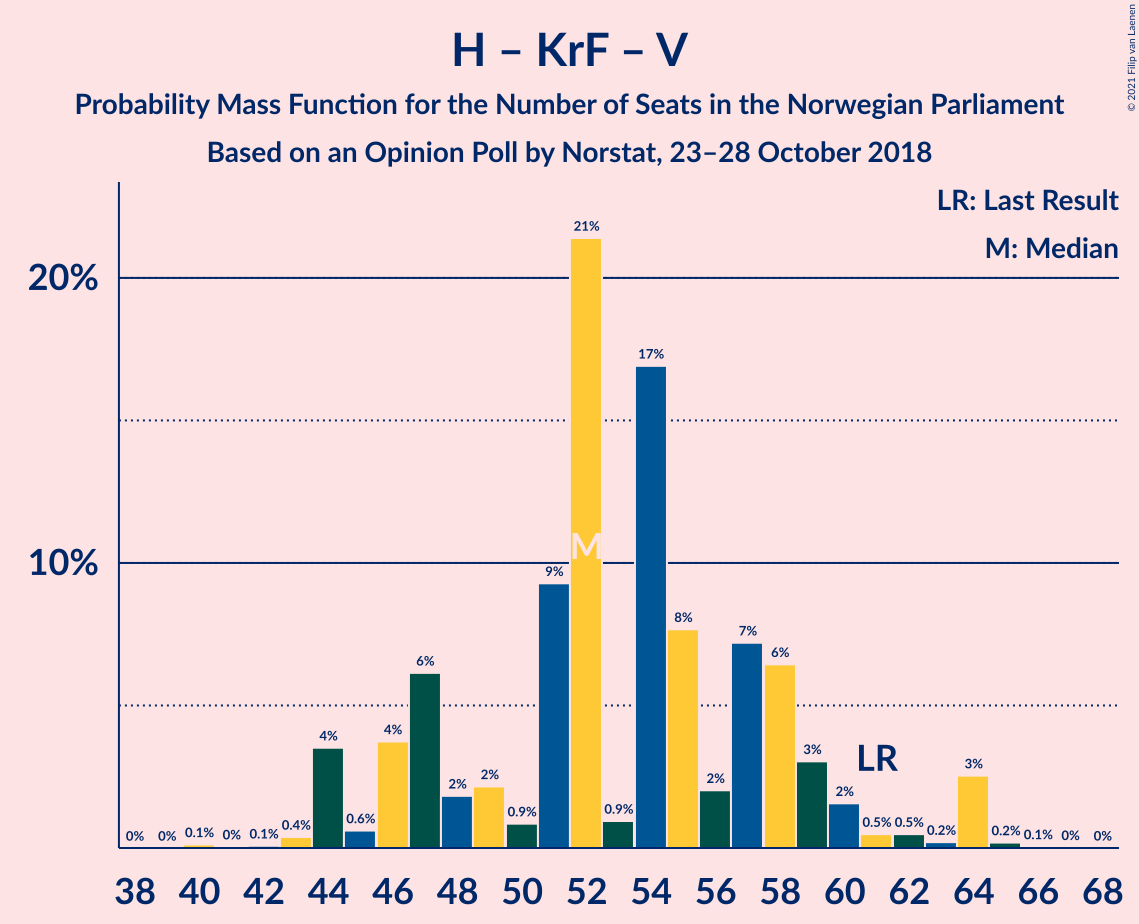 H – KrF – V
Probability Mass Function for the Number of Seats in the Norwegian Parliament
Based on an Opinion Poll by Norstat, 23–28 October 2018
© 2021 Filip van Laenen
LR: Last Result
M: Median
20%
10%
0% 0% 0.1% 0% 0.1% 0.4% 4% 0.6% 4% 6% 2% 2% 0.9% 9% 21% 0.9% 17% 8% 2% 7% 6% 3% 2% 0.5% 0.5% 0.2% 3% 0.2% 0.1% 0% 0%
M
LR
38 40 42 44 46 48 50 52 54 56 58 60 62 64 66 68